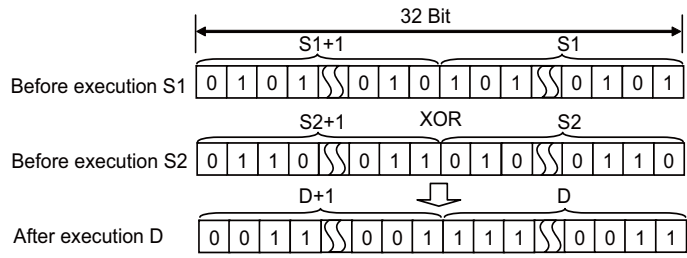 32 Bit
S1+1 S1
Before execution S1 0 1 0 1 0 1 0 1 0 1 0 1 0 1
S2+1 XOR S2
Before execution S2 0 1 1 0 0 1 1 0 1 0 0 1 1 0
D+1 D
After execution D 0 0 1 1 0 0 1 1 1 1 0 0 1 1